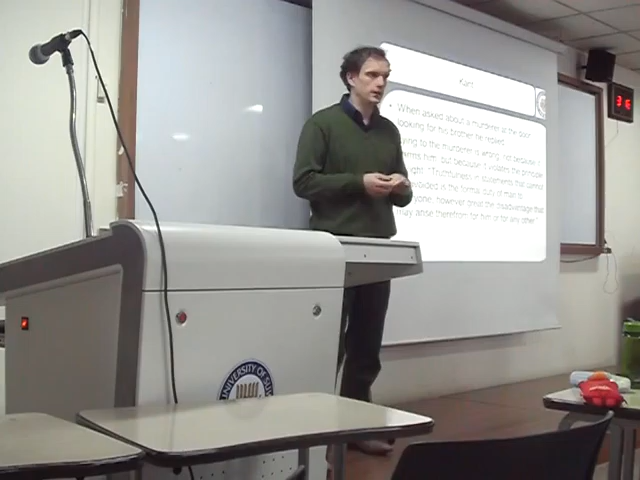 Kant
• When asked about a murderer at the door
looking for his brother he replied
lying to the murderer is wrong, not because it
harms him, but because it violates the principle
right. "Truthfulness in statements that cannot
avoided is the formal duty of man to
one, however great the disadvantage that
may arise therefrom for him or for any other"
36
UNIVERSITY OF SU